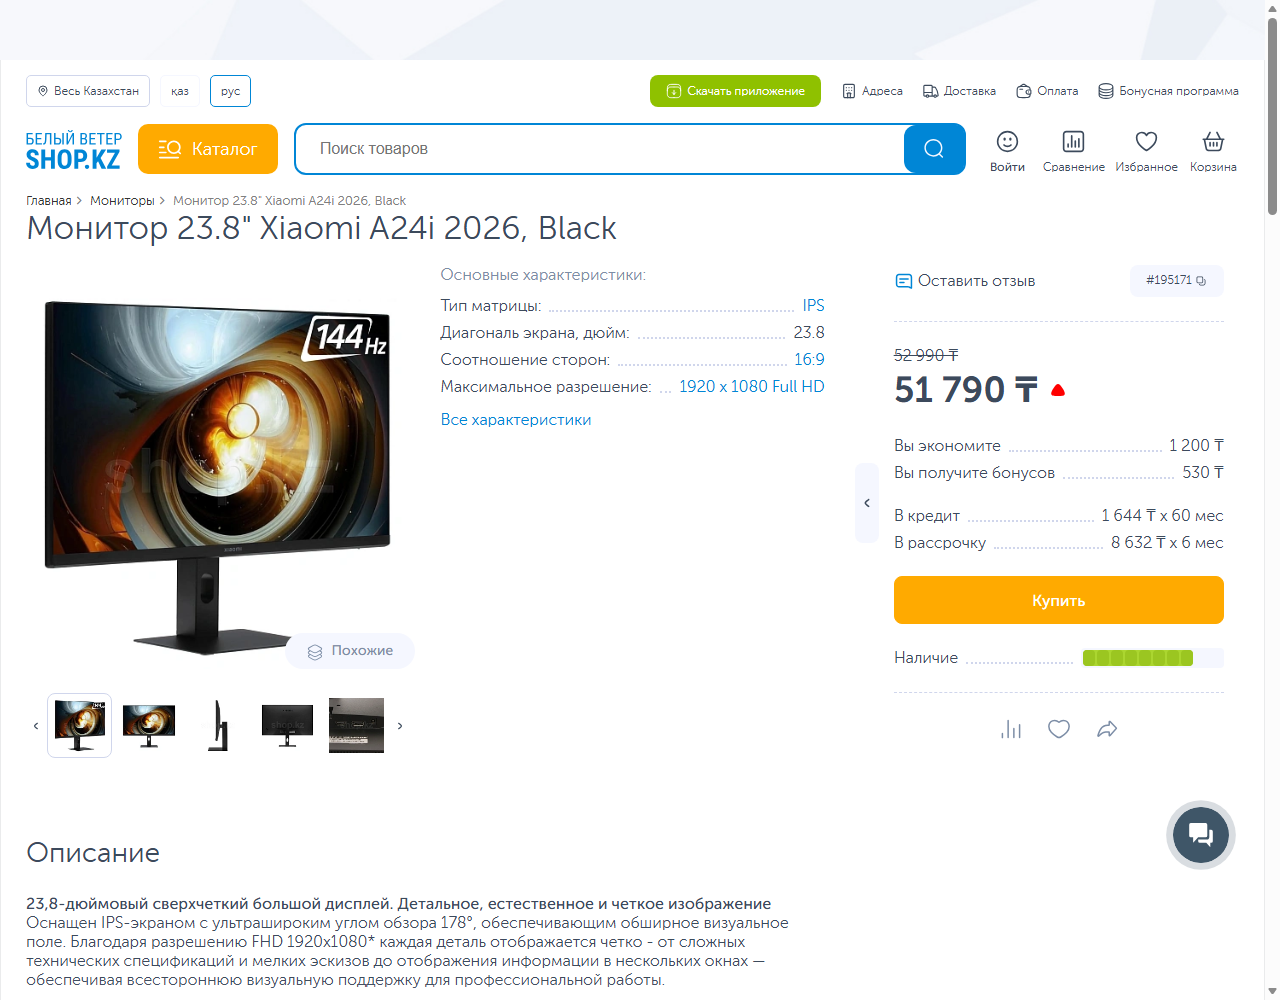 Весь Казахстан
қаз
рус
Скачать приложение
Адреса
Доставка
Оплата
Бонусная программа
БЕЛЫЙ ВЕТЕР
SHOP.KZ
Каталог
Поиск товаров
Войти
Сравнение
Избранное
Корзина
Главная > Мониторы > Монитор 23.8" Xiaomi A24i 2026, Black
Монитор 23.8" Xiaomi A24i 2026, Black
144Hz
shop.kz
Похожие
Основные характеристики:
Тип матрицы: IPS
Диагональ экрана, дюйм: 23.8
Соотношение сторон: 16:9
Максимальное разрешение: 1920 x 1080 Full HD
Все характеристики
Оставить отзыв
#195171
52 990 ₸
51 790 ₸
Вы экономите 1 200 ₸
Вы получите бонусов 530 ₸
В кредит 1 644 ₸ x 60 мес
В рассрочку 8 632 ₸ x 6 мес
Купить
Наличие
Описание
23,8-дюймовый сверхчеткий большой дисплей. Детальное, естественное и четкое изображение
Оснащен IPS-экраном с ультрашироким углом обзора 178°, обеспечивающим обширное визуальное
поле. Благодаря разрешению FHD 1920x1080* каждая деталь отображается четко - от сложных
технических спецификаций и мелких эскизов до отображения информации в нескольких окнах —
обеспечивая всестороннюю визуальную поддержку для профессиональной работы.